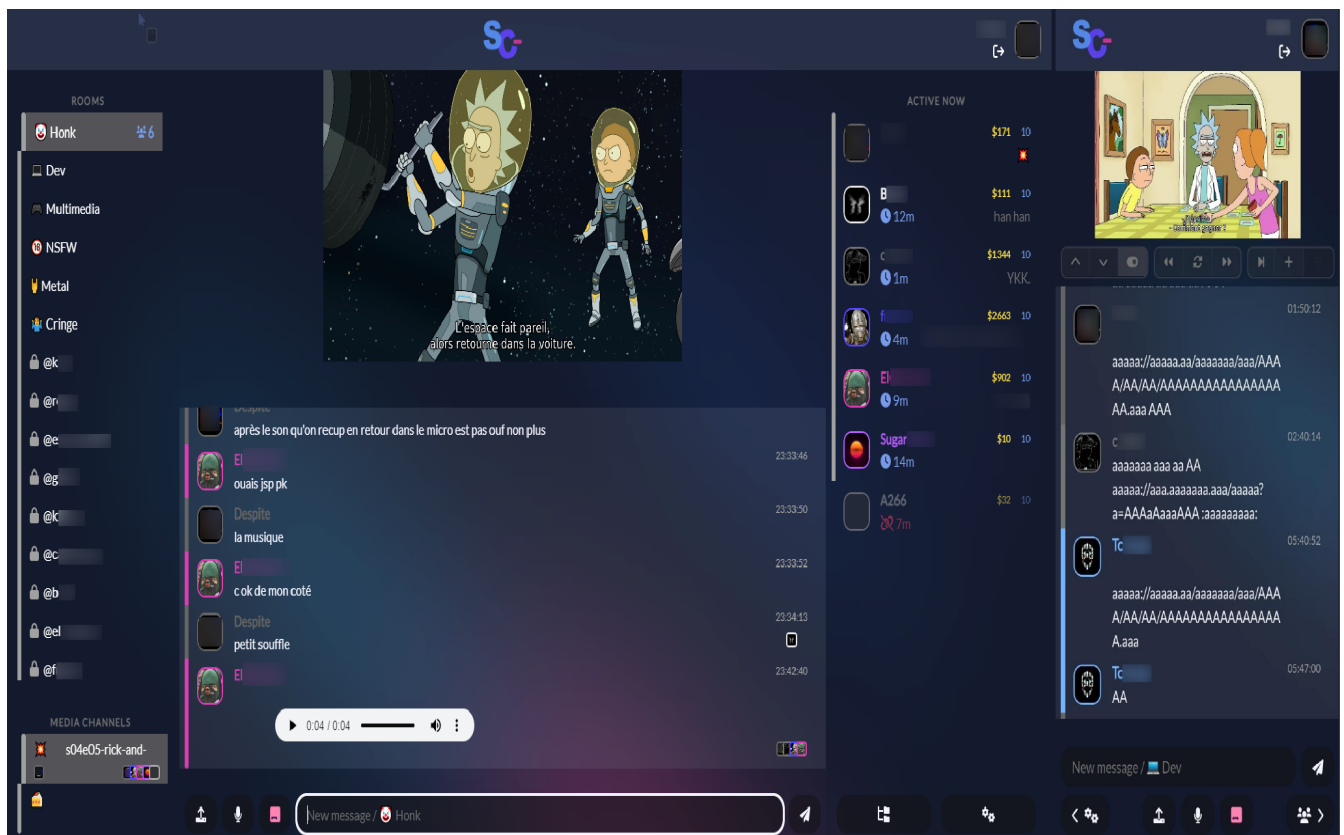 SC-
ROOMS
Honk 6
Dev
Multimedia
NSFW
Metal
Cringe
@k
@r
@e
@g
@k
@c
@b
@el
@f
MEDIA CHANNELS
s04e05-rick-and-
L'espace fait pareil,
alors retourne dans la voiture.
Despite
après le son qu'on recup en retour dans le micro est pas ouf non plus
El 23:33:46
ouais jsp pk
Despite 23:33:50
la musique
El 23:33:52
c ok de mon coté
Despite 23:34:13
petit souffle
El 23:42:40
0:04 / 0:04
New message / Honk
ACTIVE NOW
$171 10
B $111 10
12m han han
c $1344 10
1m YKK.
f $2663 10
4m
El $902 10
9m
Sugar $10 10
14m
A266 $32 10
7m
SC-
01:50:12
aaaaa://aaaaa.aa/aaaaaaa/aaa/AAA
A/AA/AA/AAAAAAAAAAAAAAAAA
AA.aaa AAA
c 02:40:14
aaaaaaa aaa aa AA
aaaaa://aaa.aaaaaaa.aaa/aaaaa?
a=AAAaAaaaAAA :aaaaaaaaa:
To 05:40:52
aaaaa://aaaaa.aa/aaaaaaa/aaa/AAA
A/AA/AA/AAAAAAAAAAAAAAAAA
A.aaa
To 05:47:00
AA
New message / Dev